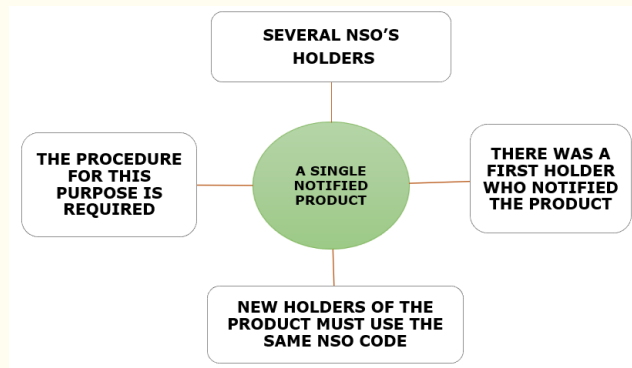 SEVERAL NSO'S
HOLDERS
THE PROCEDURE
FOR THIS
PURPOSE IS
REQUIRED
A SINGLE
NOTIFIED
PRODUCT
THERE WAS A
FIRST HOLDER
WHO NOTIFIED
THE PRODUCT
NEW HOLDERS OF THE
PRODUCT MUST USE THE
SAME NSO CODE